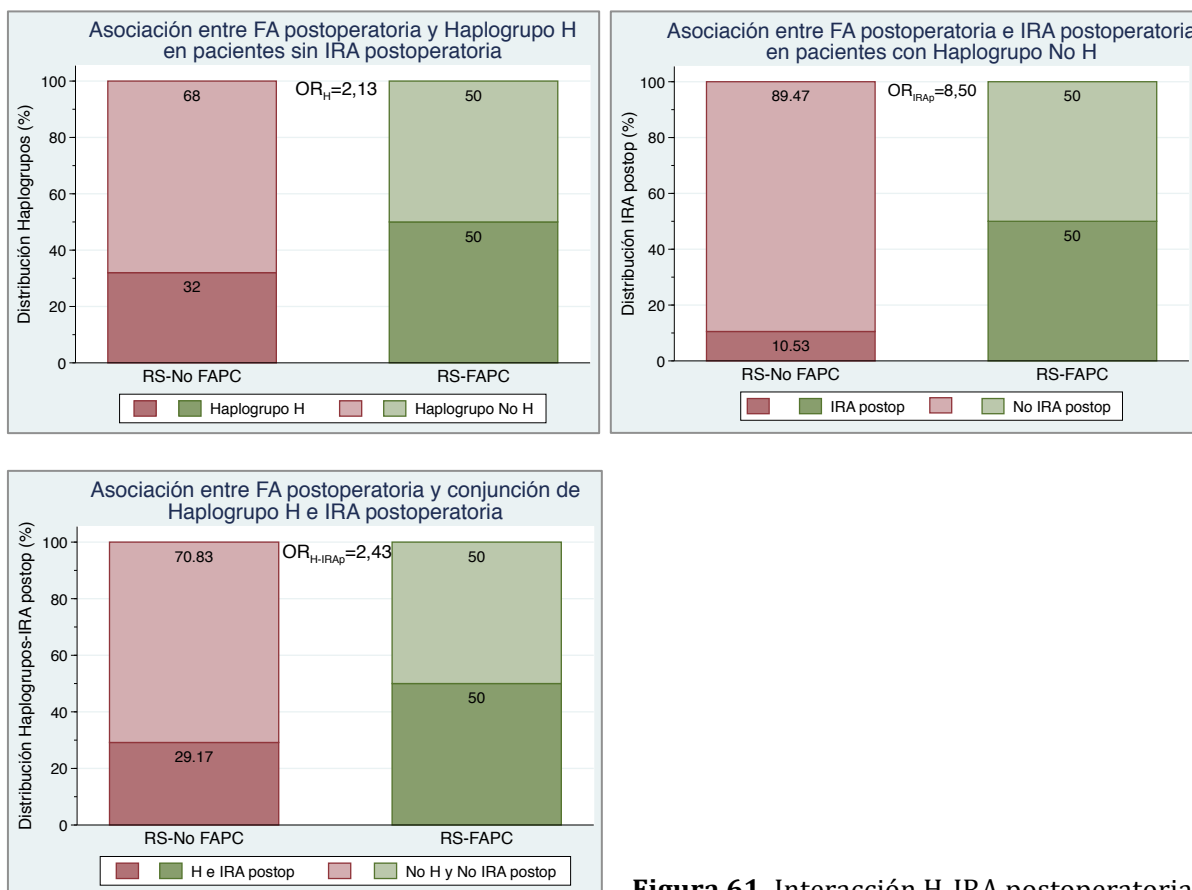 Asociación entre FA postoperatoria y Haplogrupo H
en pacientes sin IRA postoperatoria
Distribución Haplogrupos (%)
100
80
60
40
20
0
68
32
OR_H=2,13
50
50
RS-No FAPC
RS-FAPC
Haplogrupo H
Haplogrupo No H
Asociación entre FA postoperatoria e IRA postoperatoria
en pacientes con Haplogrupo No H
Distribución IRA postop (%)
100
80
60
40
20
0
89.47
10.53
OR_IRAp=8,50
50
50
RS-No FAPC
RS-FAPC
IRA postop
No IRA postop
Asociación entre FA postoperatoria y conjunción de
Haplogrupo H e IRA postoperatoria
Distribución Haplogrupos-IRA postop (%)
100
80
60
40
20
0
70.83
29.17
OR_H-IRAp=2,43
50
50
RS-No FAPC
RS-FAPC
H e IRA postop
No H y No IRA postop
Figura 61. Interacción H-IRA postoperatoria